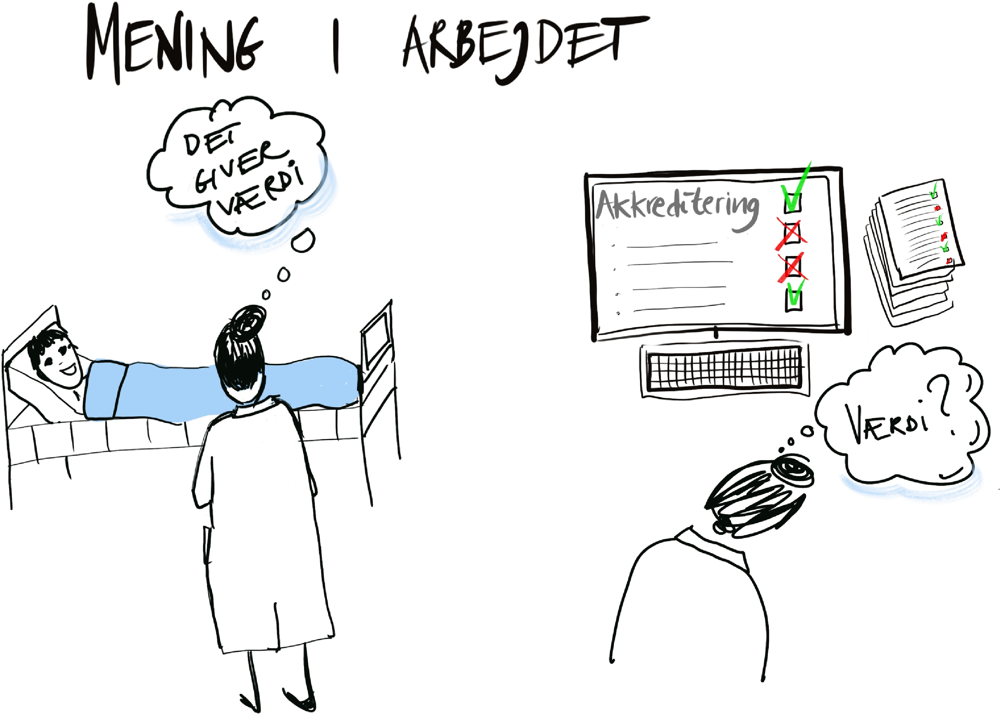 MENING I ARBEJDET
DET
GIVER
VÆRDI
Akkreditering
VÆRDI?